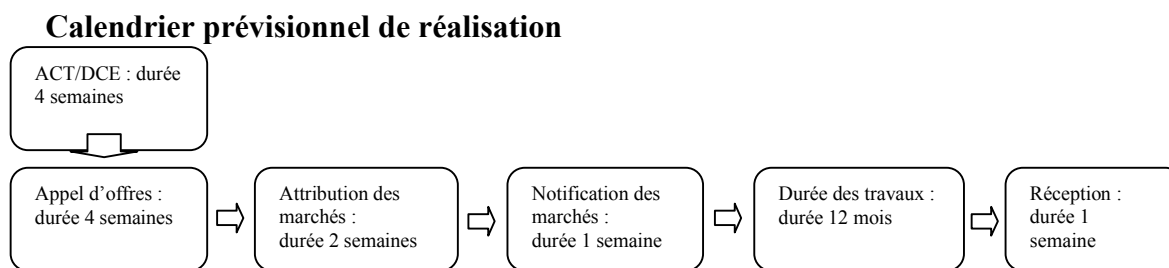 Calendrier prévisionnel de réalisation
ACT/DCE : durée
4 semaines
Appel d’offres :
durée 4 semaines
Attribution des
marchés :
durée 2 semaines
Notification des
marchés :
durée 1 semaine
Durée des travaux :
durée 12 mois
Réception :
durée 1
semaine